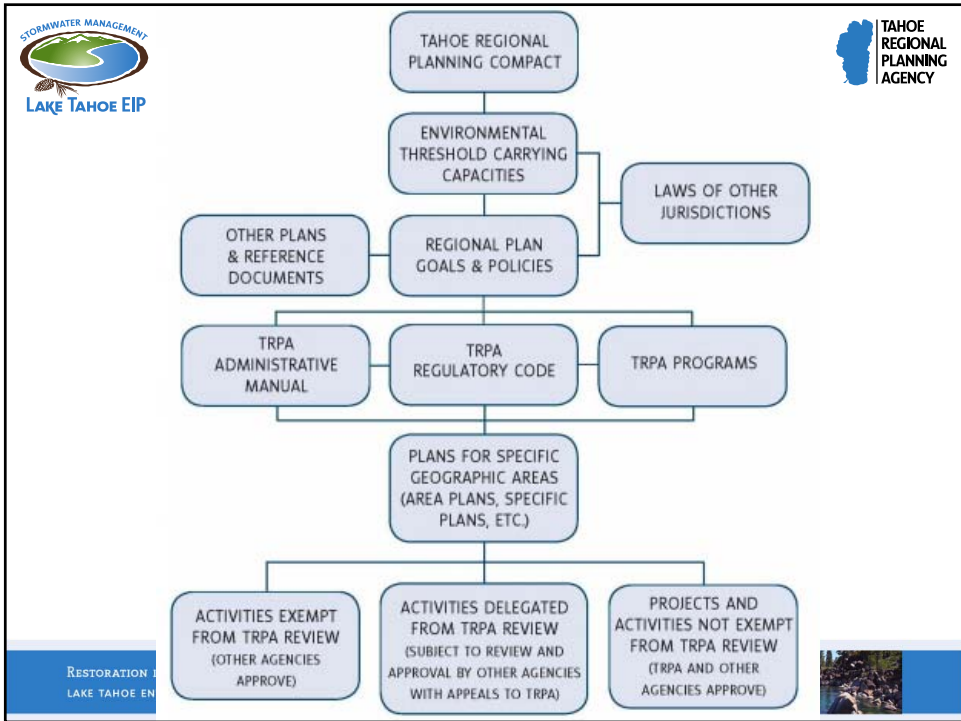 STORMWATER MANAGEMENT
LAKE TAHOE EIP
TAHOE
REGIONAL
PLANNING
AGENCY
TAHOE REGIONAL
PLANNING COMPACT
ENVIRONMENTAL
THRESHOLD CARRYING
CAPACITIES
LAWS OF OTHER
JURISDICTIONS
OTHER PLANS
& REFERENCE
DOCUMENTS
REGIONAL PLAN
GOALS & POLICIES
TRPA
ADMINISTRATIVE
MANUAL
TRPA
REGULATORY CODE
TRPA PROGRAMS
PLANS FOR SPECIFIC
GEOGRAPHIC AREAS
(AREA PLANS, SPECIFIC
PLANS, ETC.)
ACTIVITIES EXEMPT
FROM TRPA REVIEW
(OTHER AGENCIES
APPROVE)
ACTIVITIES DELEGATED
FROM TRPA REVIEW
(SUBJECT TO REVIEW AND
APPROVAL BY OTHER AGENCIES
WITH APPEALS TO TRPA)
PROJECTS AND
ACTIVITIES NOT EXEMPT
FROM TRPA REVIEW
(TRPA AND OTHER
AGENCIES APPROVE)
RESTORATION
LAKE TAHOE